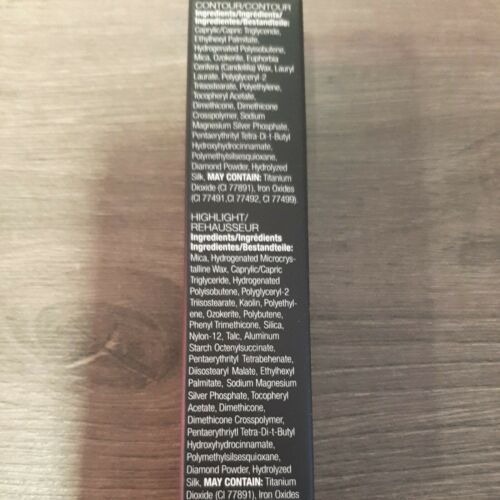 CONTOUR/CONTOUR
Ingredients/Ingrédients/
Ingredientes/Bestandteile:
Caprylic/Capric Triglyceride,
Ethylhexyl Palmitate,
Hydrogenated Polyisobutene,
Mica, Ozokerite, Euphorbia
Cerifera (Candelilla) Wax, Lauryl
Laurate, Polyglyceryl-2
Triisostearate, Polyethylene,
Tocopheryl Acetate,
Dimethicone, Dimethicone
Crosspolymer, Sodium
Magnesium Silver Phosphate,
Pentaerythrityl Tetra-Di-t-Butyl
Hydroxyhydrocinnamate,
Polymethylsilsesquioxane,
Diamond Powder, Hydrolyzed
Silk, MAY CONTAIN: Titanium
Dioxide (CI 77891), Iron Oxides
(CI 77491,CI 77492, CI 77499).
HIGHLIGHT/
REHAUSSEUR
Ingredients/Ingrédients
Ingredientes/Bestandteile:
Mica, Hydrogenated Microcrys-
talline Wax, Caprylic/Capric
Triglyceride, Hydrogenated
Polyisobutene, Polyglyceryl-2
Triisostearate, Kaolin, Polyethyl-
ene, Ozokerite, Polybutene,
Phenyl Trimethicone, Silica,
Nylon-12, Talc, Aluminum
Starch Octenylsuccinate,
Pentaerythrityl Tetrabehenate,
Diisostearyl Malate, Ethylhexyl
Palmitate, Sodium Magnesium
Silver Phosphate, Tocopheryl
Acetate, Dimethicone,
Dimethicone Crosspolymer,
Pentaerythriytl Tetra-Di-t-Butyl
Hydroxyhydrocinnamate,
Polymethylsilsesquioxane,
Diamond Powder, Hydrolyzed
Silk, MAY CONTAIN: Titanium
Dioxide (CI 77891), Iron Oxides